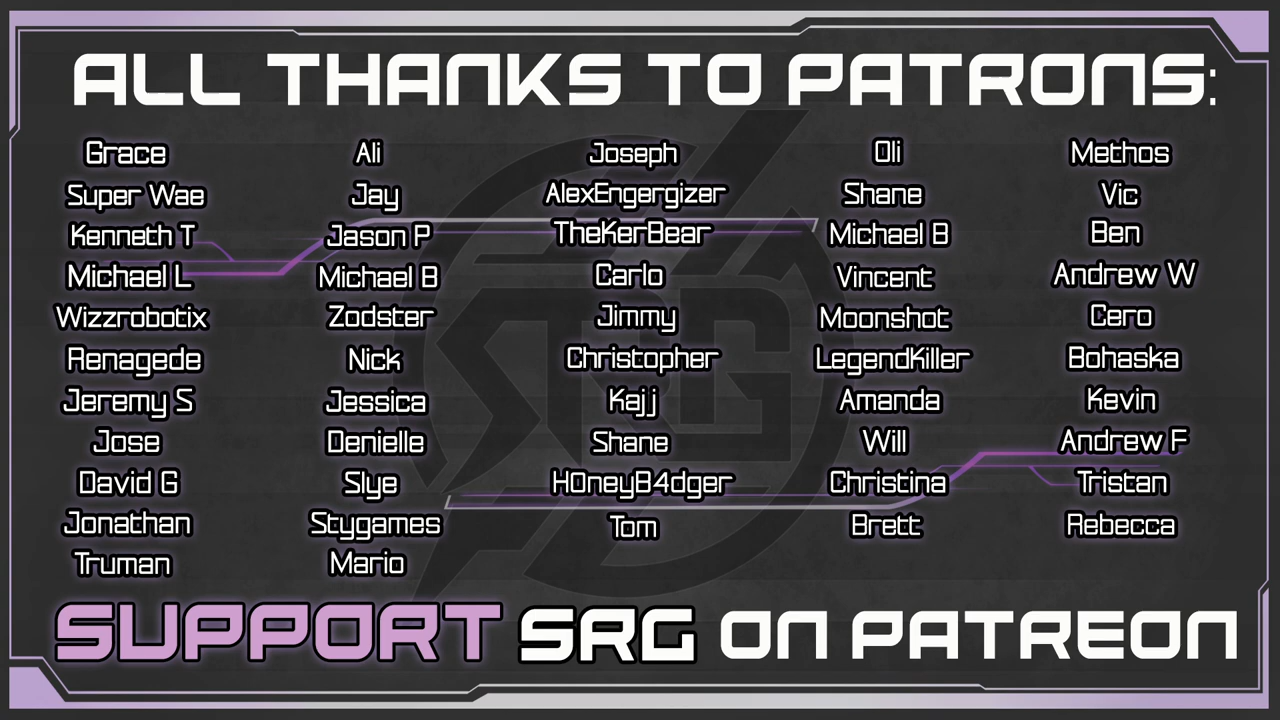 ALL THANKS TO PATRONS:
Grace Ali Joseph Oli Methos
Super Wae Jay AlexEngergizer Shane Vic
Kenneth T Jason P TheKerBear Michael B Ben
Michael L Michael B Carlo Vincent Andrew W
Wizzrobotix Zodster Jimmy Moonshot Cero
Renagede Nick Christopher LegendKiller Bohaska
Jeremy S Jessica Kajj Amanda Kevin
Jose Denielle Shane Will Andrew F
David G Slye H0neyB4dger Christina Tristan
Jonathan Stygames Tom Brett Rebecca
Truman Mario
SUPPORT SRG ON PATREON